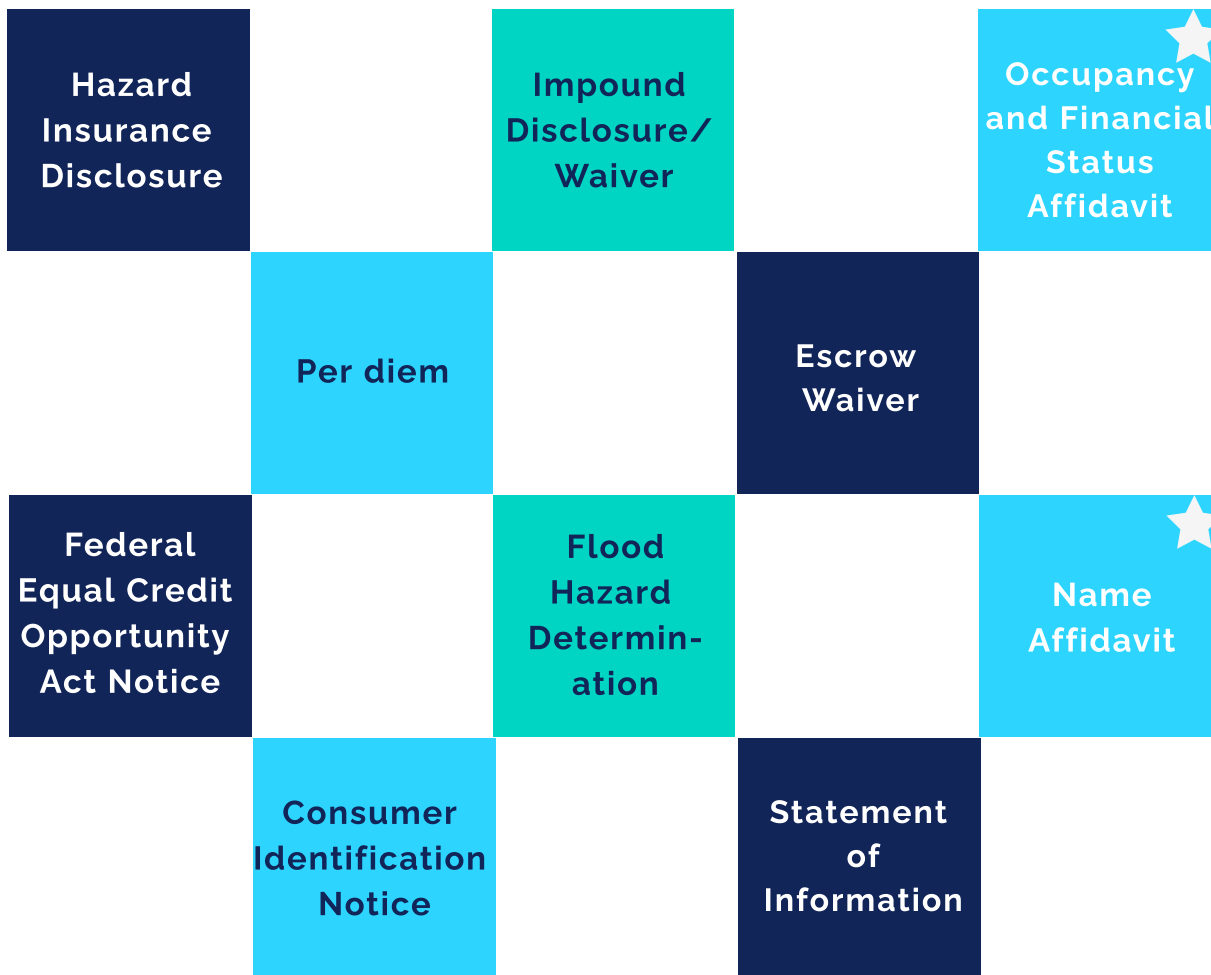 Hazard
Insurance
Disclosure
Impound
Disclosure/
Waiver
Occupancy
and Financial
Status
Affidavit
Per diem
Escrow
Waiver
Federal
Equal Credit
Opportunity
Act Notice
Flood
Hazard
Determin-
ation
Name
Affidavit
Consumer
Identification
Notice
Statement
of
Information